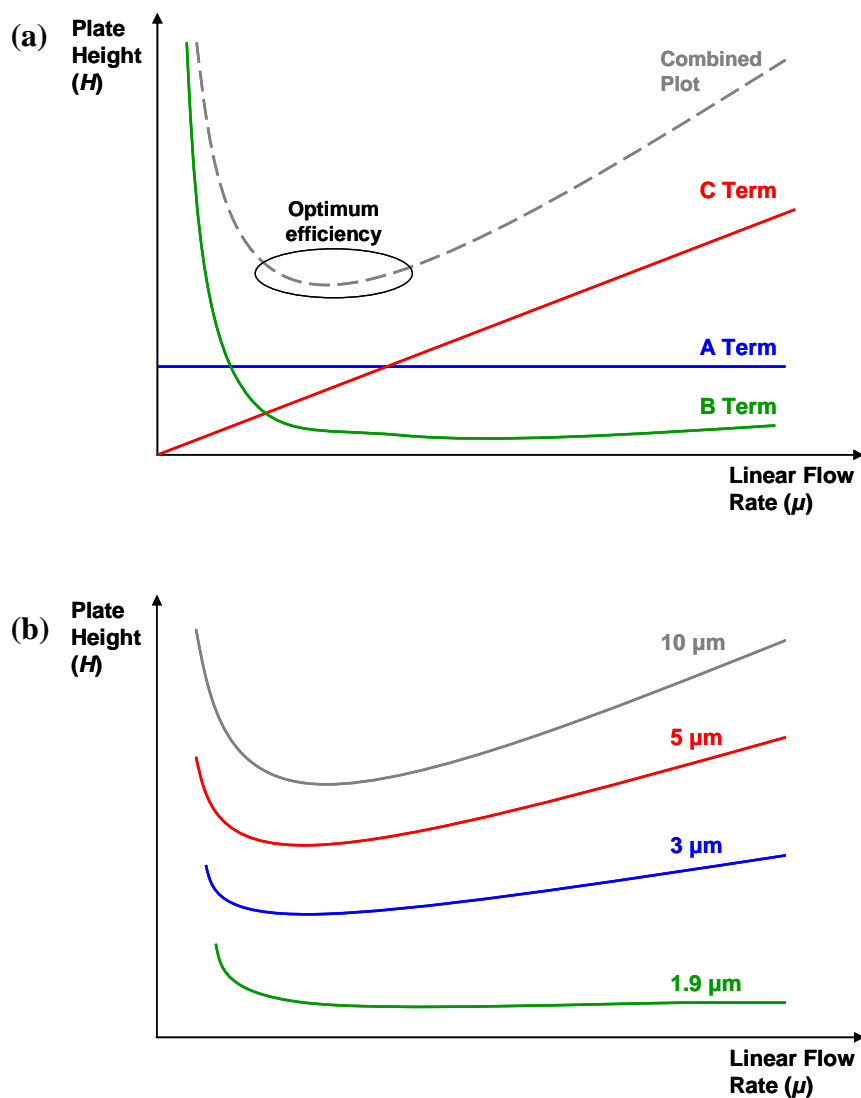 (a)
Plate
Height
(H)
Combined
Plot
C Term
Optimum
efficiency
A Term
B Term
Linear Flow
Rate (µ)
(b)
Plate
Height
(H)
10 µm
5 µm
3 µm
1.9 µm
Linear Flow
Rate (µ)